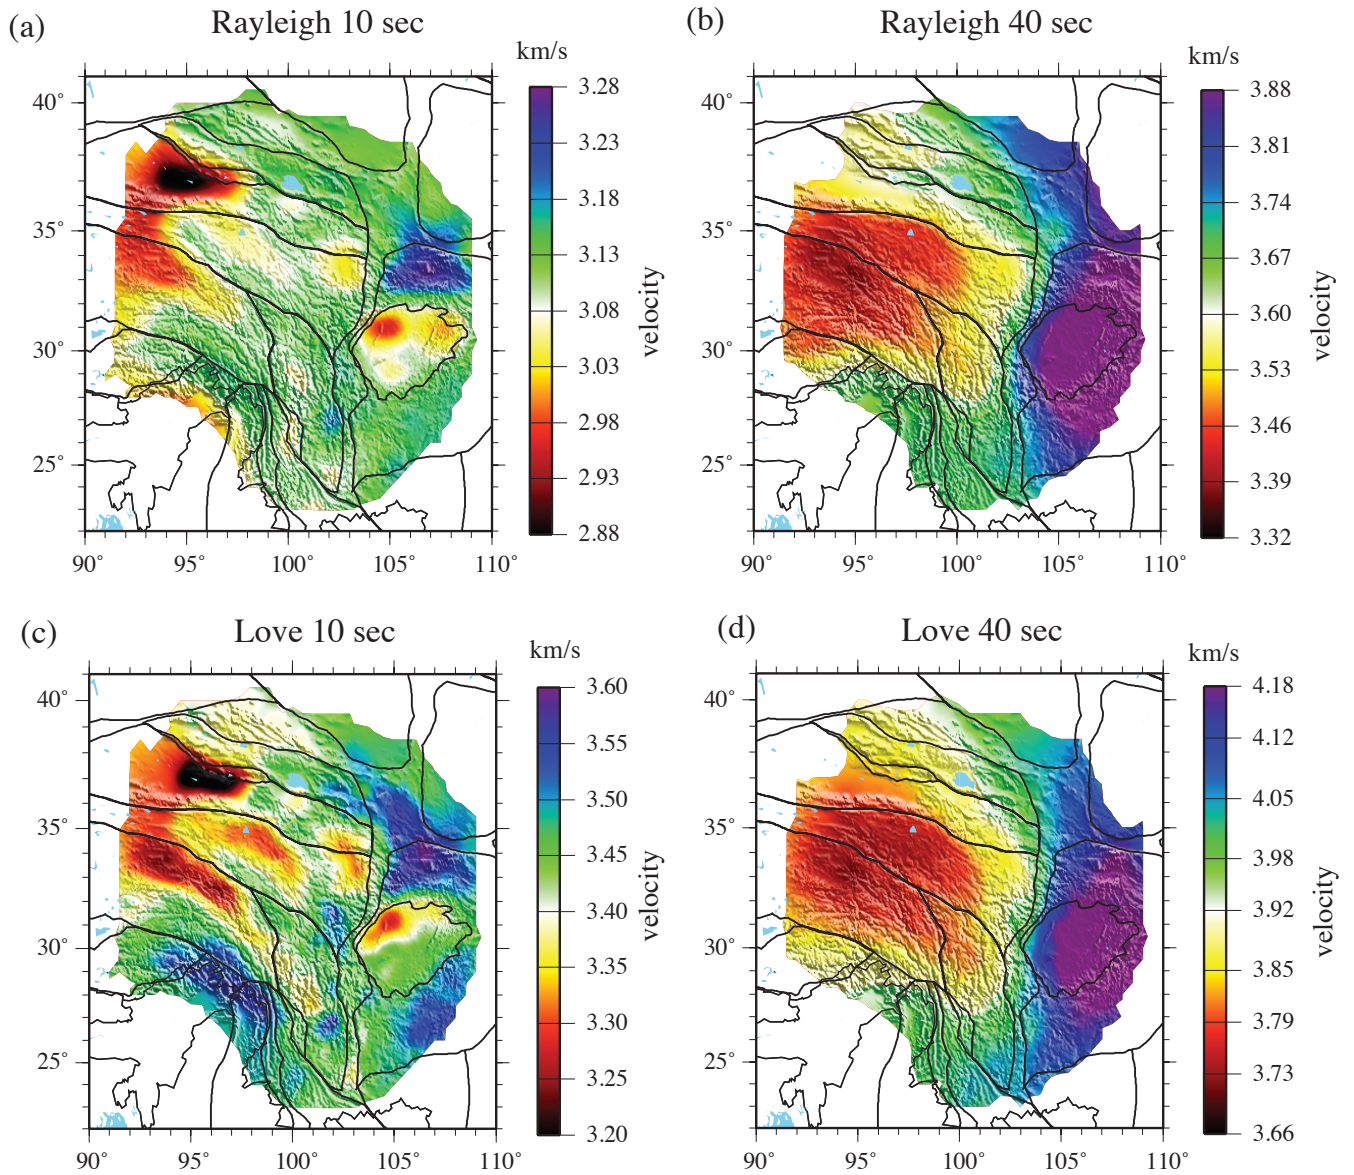 (a)
Rayleigh 10 sec
km/s
40°
35°
30°
25°
90° 95° 100° 105° 110°
3.28
3.23
3.18
3.13
3.08
3.03
2.98
2.93
2.88
velocity
(b)
Rayleigh 40 sec
km/s
40°
35°
30°
25°
90° 95° 100° 105° 110°
3.88
3.81
3.74
3.67
3.60
3.53
3.46
3.39
3.32
velocity
(c)
Love 10 sec
km/s
40°
35°
30°
25°
90° 95° 100° 105° 110°
3.60
3.55
3.50
3.45
3.40
3.35
3.30
3.25
3.20
velocity
(d)
Love 40 sec
km/s
40°
35°
30°
25°
90° 95° 100° 105° 110°
4.18
4.12
4.05
3.98
3.92
3.85
3.79
3.73
3.66
velocity